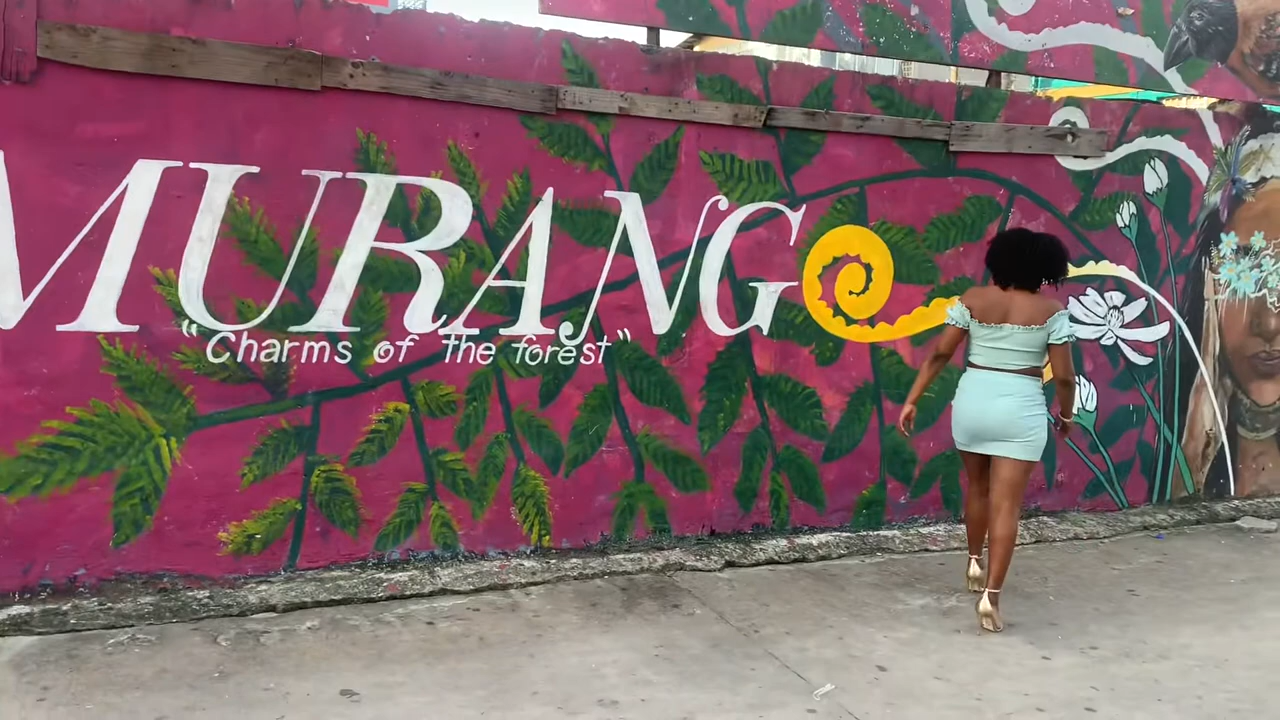 MURANG
“Charms of the forest”